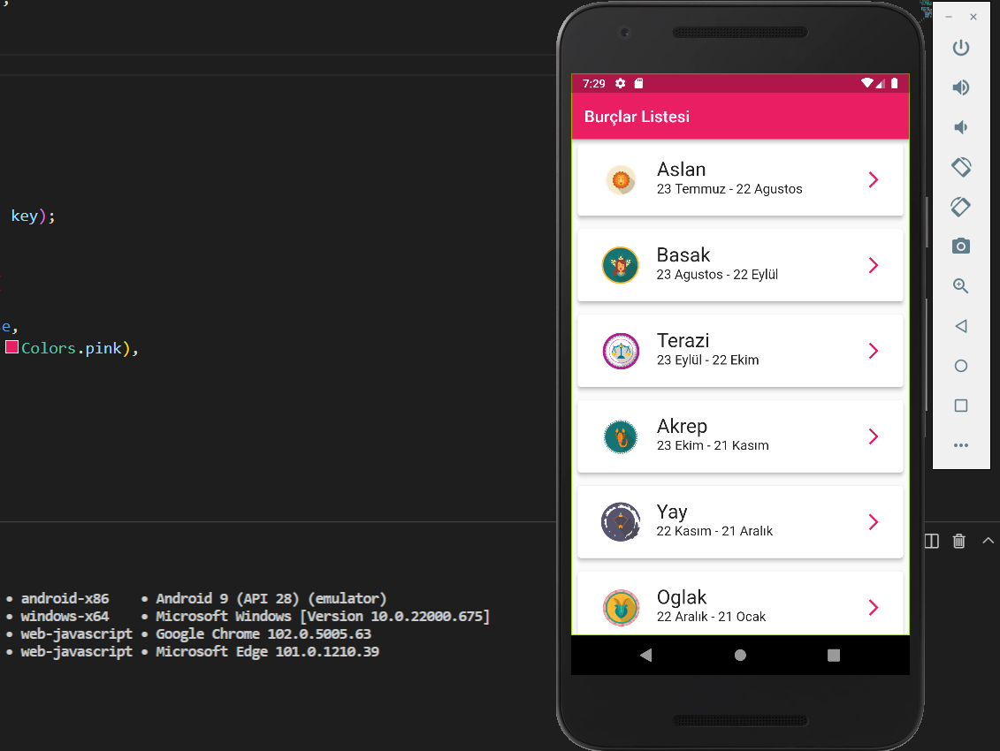 ;
key);
e,
Colors.pink),
• android-x86 • Android 9 (API 28) (emulator)
• windows-x64 • Microsoft Windows [Version 10.0.22000.675]
• web-javascript • Google Chrome 102.0.5005.63
• web-javascript • Microsoft Edge 101.0.1210.39
7:29
Burçlar Listesi
Aslan
23 Temmuz - 22 Agustos
Basak
23 Agustos - 22 Eylül
Terazi
23 Eylül - 22 Ekim
Akrep
23 Ekim - 21 Kasım
Yay
22 Kasım - 21 Aralık
Oglak
22 Aralık - 21 Ocak